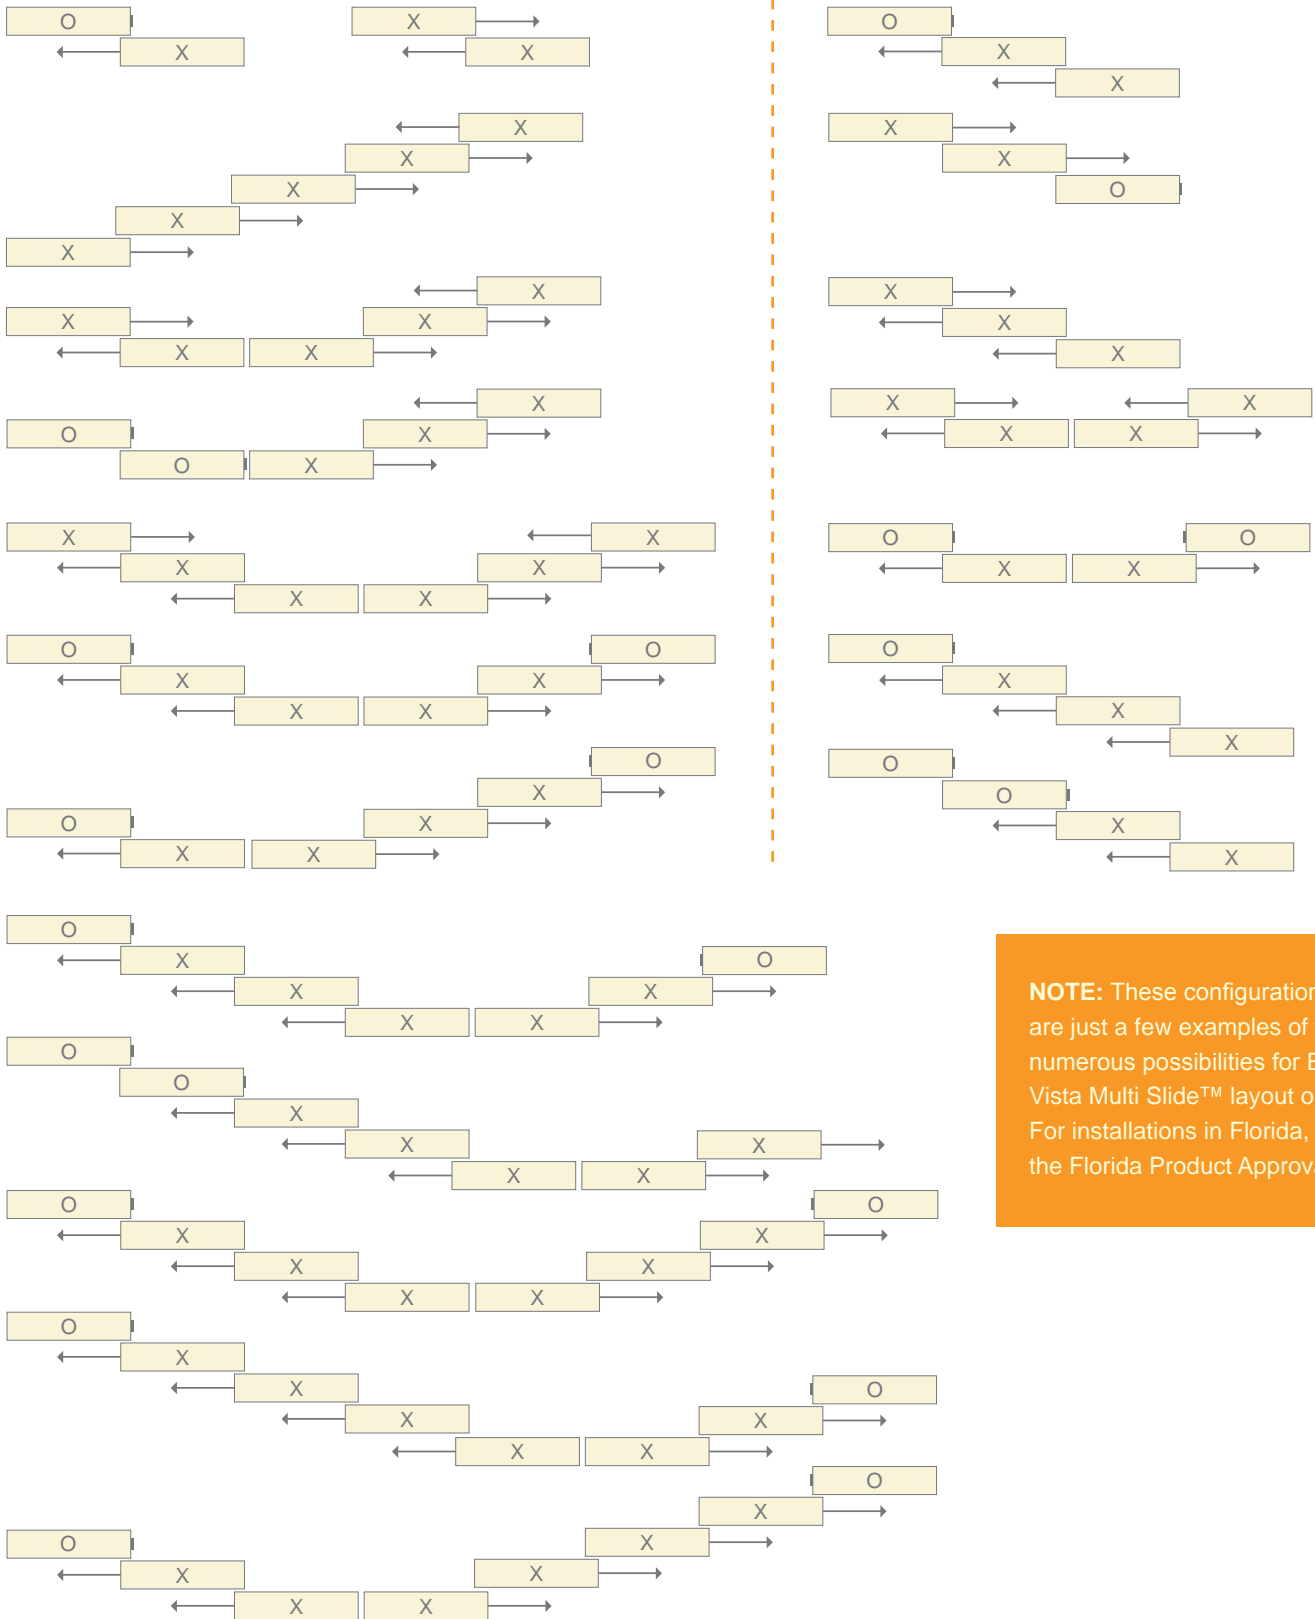 O X
X X
X
X
X
X
X
X
X X
X X
X
O X
O X
X X
X X
X X
O O
X X
X X
O
X
O X
X X
O
X
X
X
X
O
X
X
X
X X
X X
O O
X X
O
X
X
X
O
O
X
X
O
X O
X X
X X
O
O
X
X X
X X
O O
X X
X X
X X
O
X
X O
X X
X X
O
X
O X
X X
X X
NOTE: These configuration
are just a few examples of
numerous possibilities for E
Vista Multi Slide™ layout o
For installations in Florida,
the Florida Product Approva